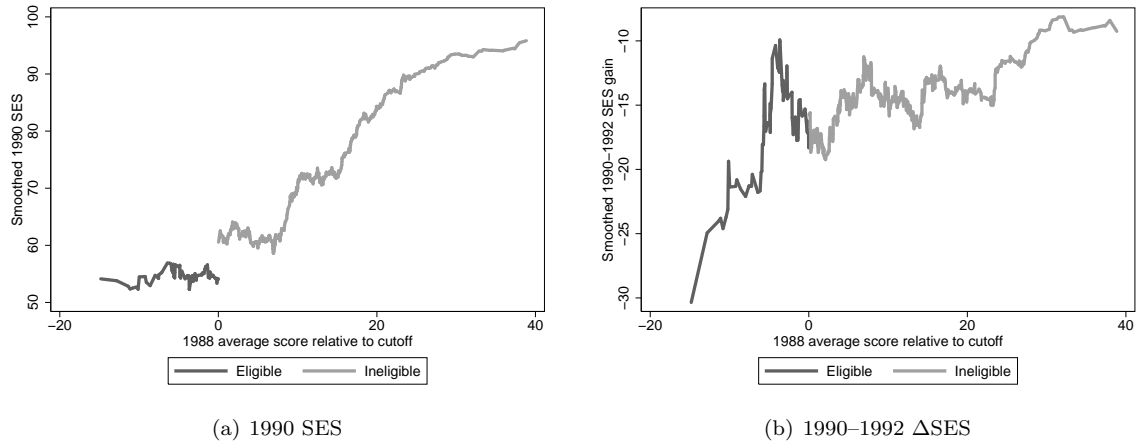 100
90
80
70
60
50
Smoothed 1990 SES
−20
0
20
40
1988 average score relative to cutoff
Eligible
Ineligible
(a) 1990 SES
−10
−15
−20
−25
−30
Smoothed 1990−1992 SES gain
−20
0
20
40
1988 average score relative to cutoff
Eligible
Ineligible
(b) 1990–1992 ΔSES